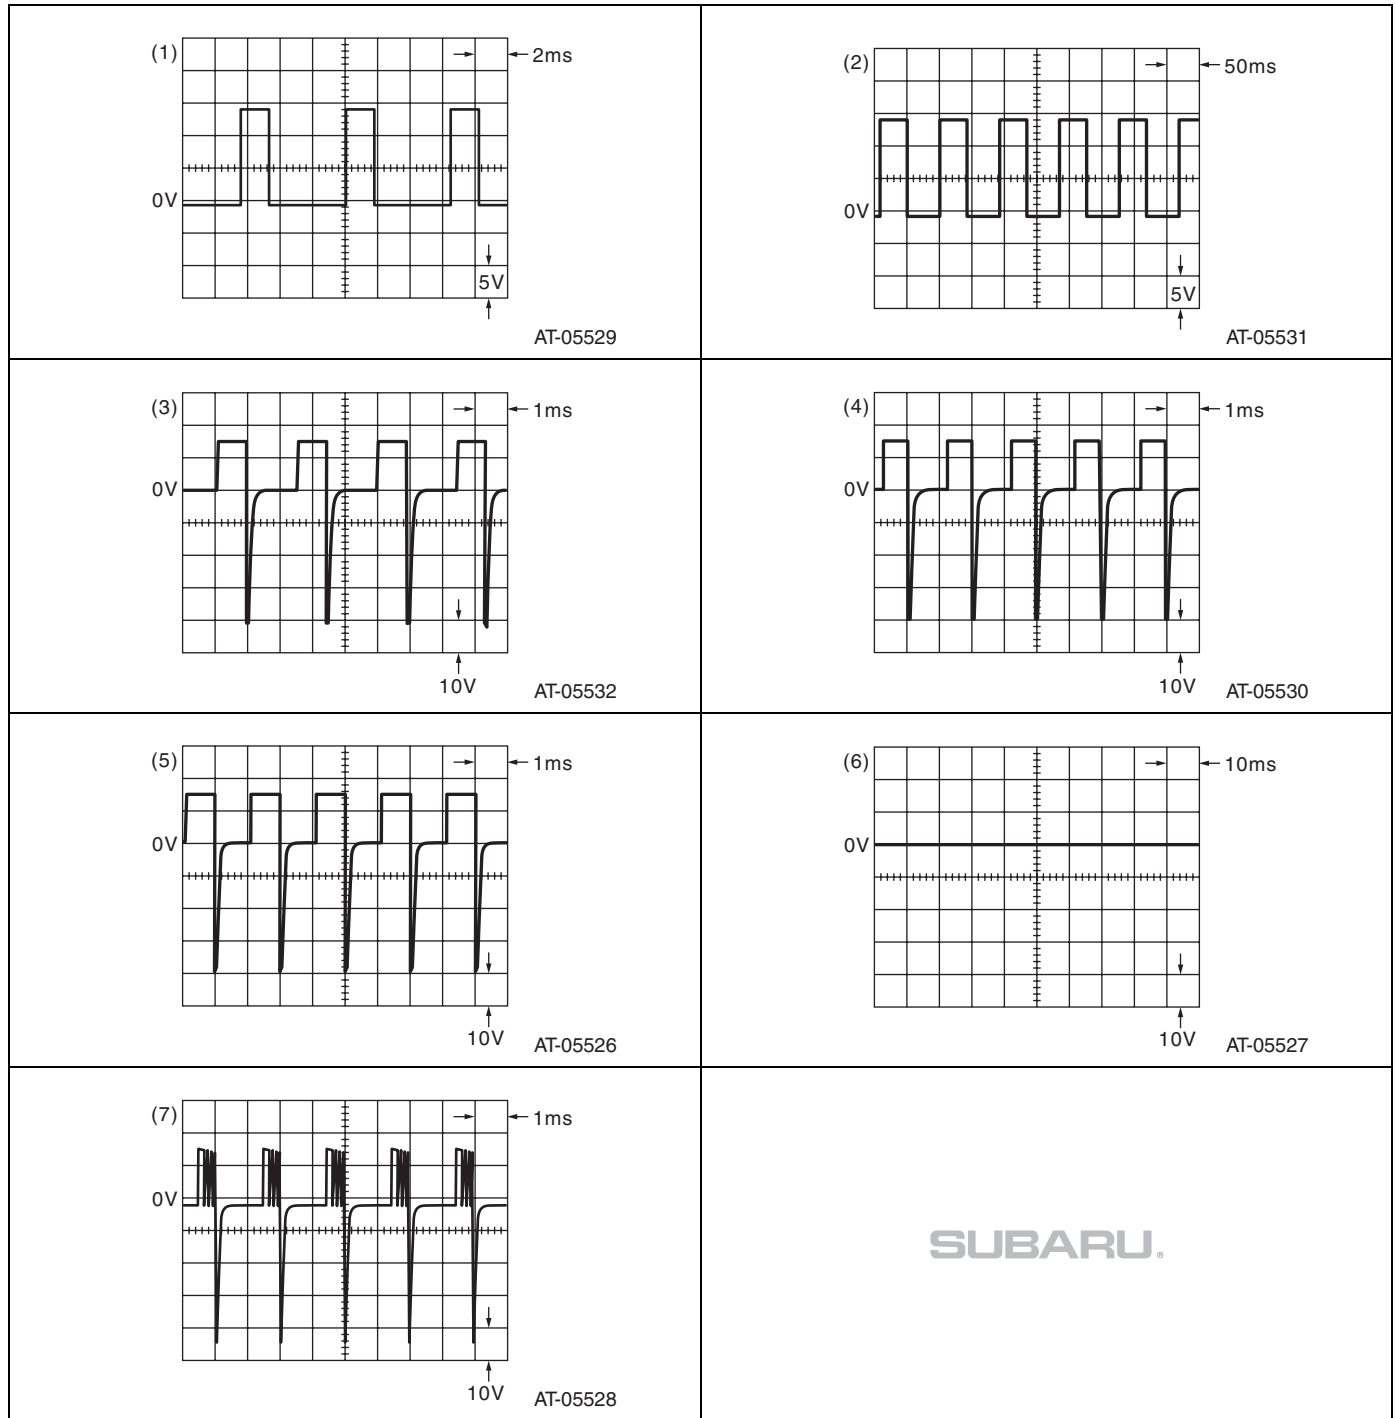 (1)
2ms
0V
5V
AT-05529
(2)
50ms
0V
5V
AT-05531
(3)
1ms
0V
10V
AT-05532
(4)
1ms
0V
10V
AT-05530
(5)
1ms
0V
10V
AT-05526
(6)
10ms
0V
10V
AT-05527
(7)
1ms
0V
10V
AT-05528
SUBARU®